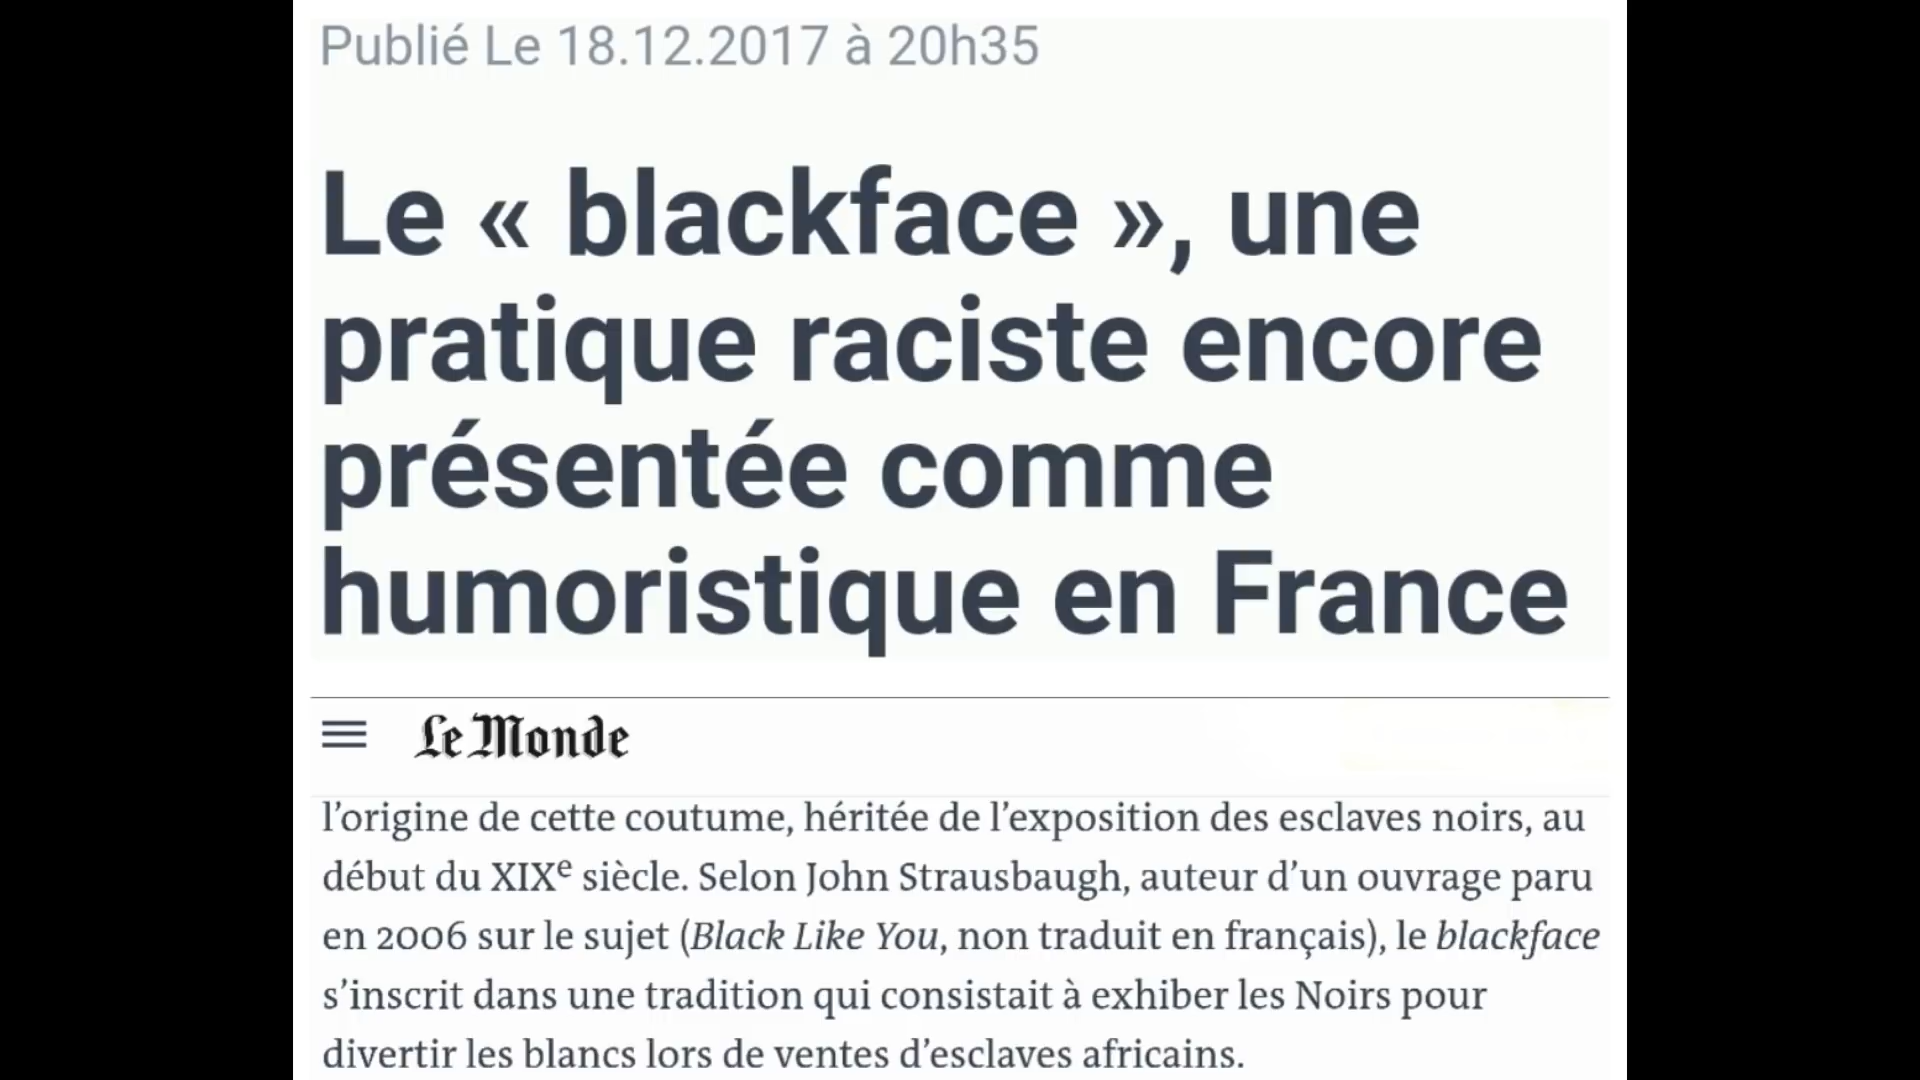 Publié Le 18.12.2017 à 20h35
Le « blackface », une
pratique raciste encore
présentée comme
humoristique en France
Le Monde
l’origine de cette coutume, héritée de l’exposition des esclaves noirs, au
début du XIXe siècle. Selon John Strausbaugh, auteur d’un ouvrage paru
en 2006 sur le sujet (Black Like You, non traduit en français), le blackface
s’inscrit dans une tradition qui consistait à exhiber les Noirs pour
divertir les blancs lors de ventes d’esclaves africains.